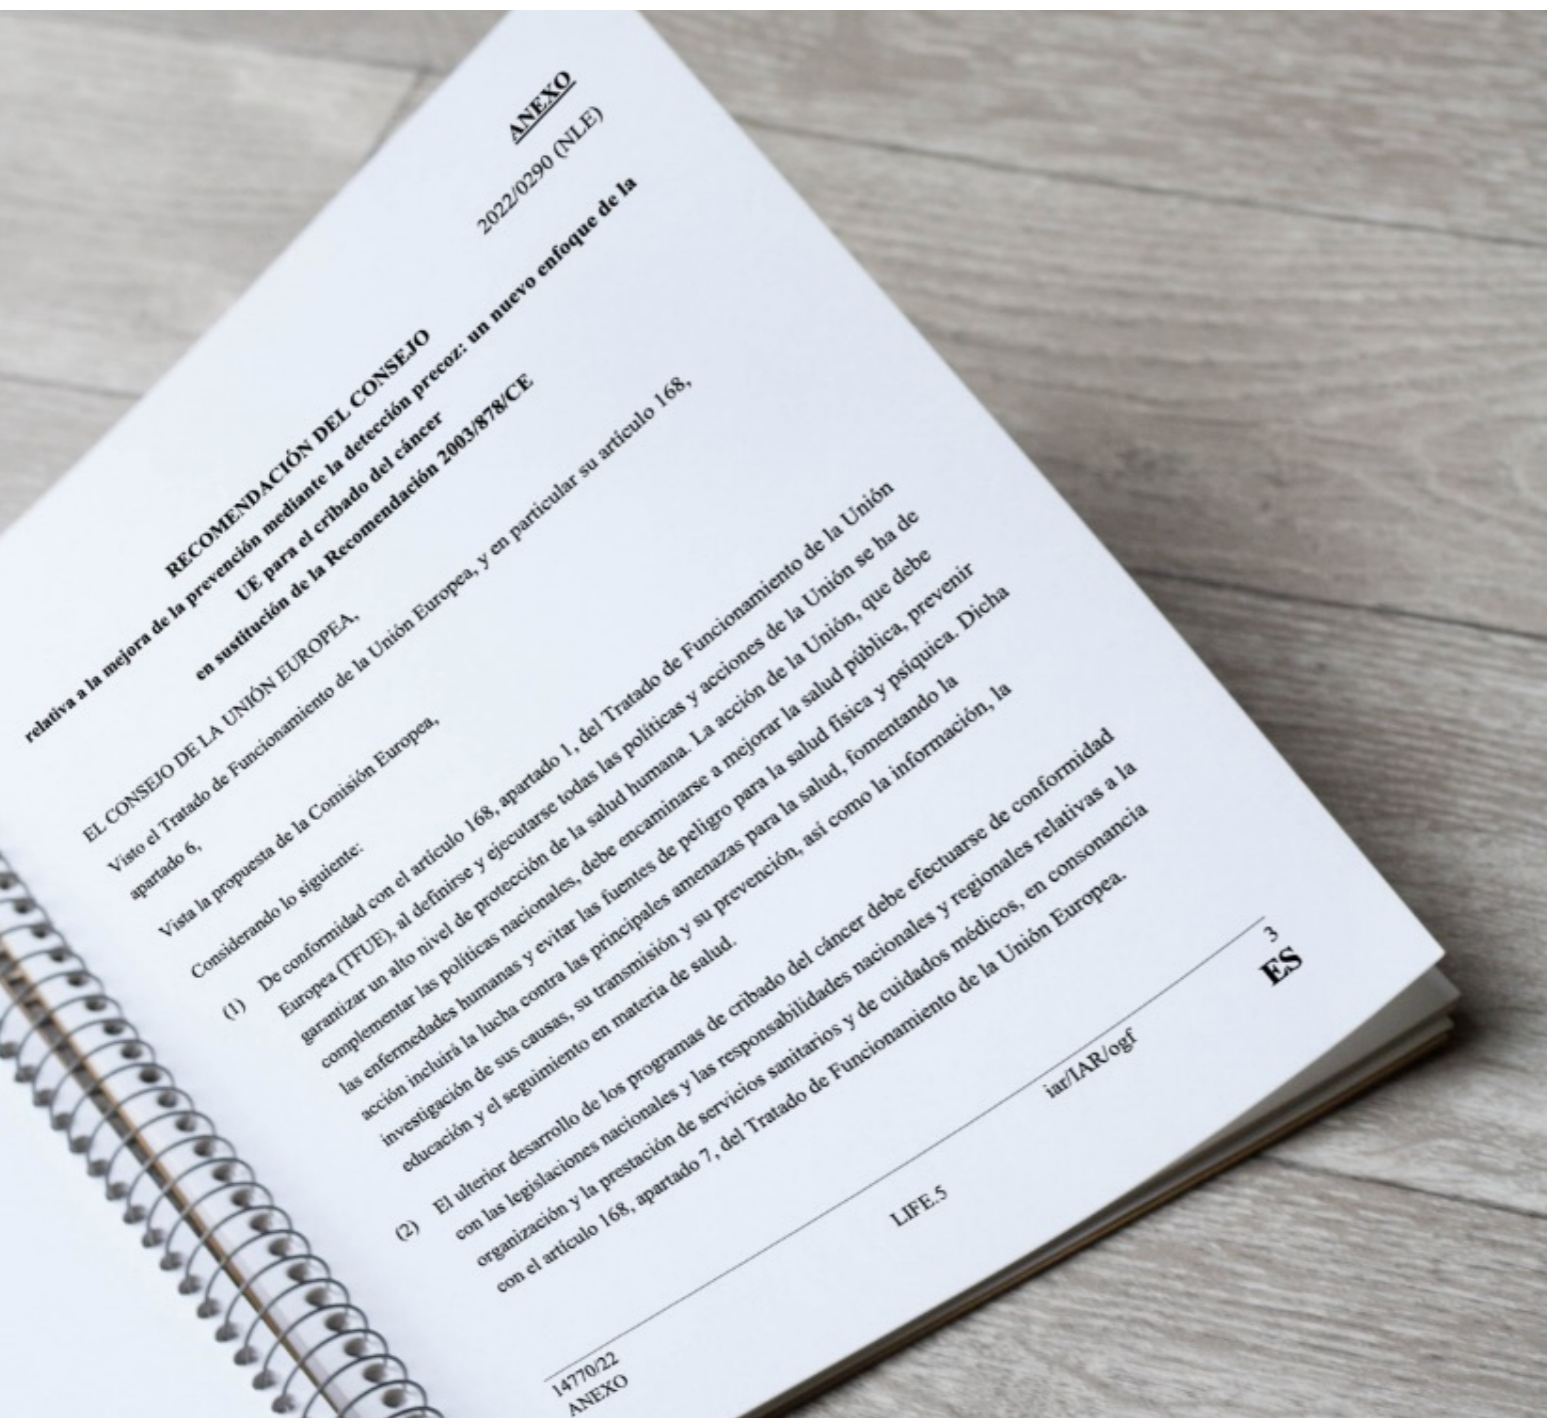 ANEXO
2022/0290 (NLE)
RECOMENDACIÓN DEL CONSEJO
relativa a la mejora de la prevención mediante la detección precoz: un nuevo enfoque de la
UE para el cribado del cáncer
en sustitución de la Recomendación 2003/878/CE
EL CONSEJO DE LA UNIÓN EUROPEA,
Visto el Tratado de Funcionamiento de la Unión Europea, y en particular su artículo 168,
apartado 6,
Vista la propuesta de la Comisión Europea,
Considerando lo siguiente:
(1) De conformidad con el artículo 168, apartado 1, del Tratado de Funcionamiento de la Unión
Europea (TFUE), al definirse y ejecutarse todas las políticas y acciones de la Unión se ha de
garantizar un alto nivel de protección de la salud humana. La acción de la Unión, que debe
complementar las políticas nacionales, debe encaminarse a mejorar la salud pública, prevenir
las enfermedades humanas y evitar las fuentes de peligro para la salud física y psíquica. Dicha
acción incluirá la lucha contra las principales amenazas para la salud, fomentando la
investigación de sus causas, su transmisión y su prevención, así como la información, la
educación y el seguimiento en materia de salud.
(2) El ulterior desarrollo de los programas de cribado del cáncer debe efectuarse de conformidad
con las legislaciones nacionales y las responsabilidades nacionales y regionales relativas a la
organización y la prestación de servicios sanitarios y de cuidados médicos, en consonancia
con el artículo 168, apartado 7, del Tratado de Funcionamiento de la Unión Europea.
14770/22 iar/IAR/ogf 3
ANEXO LIFE.5 ES